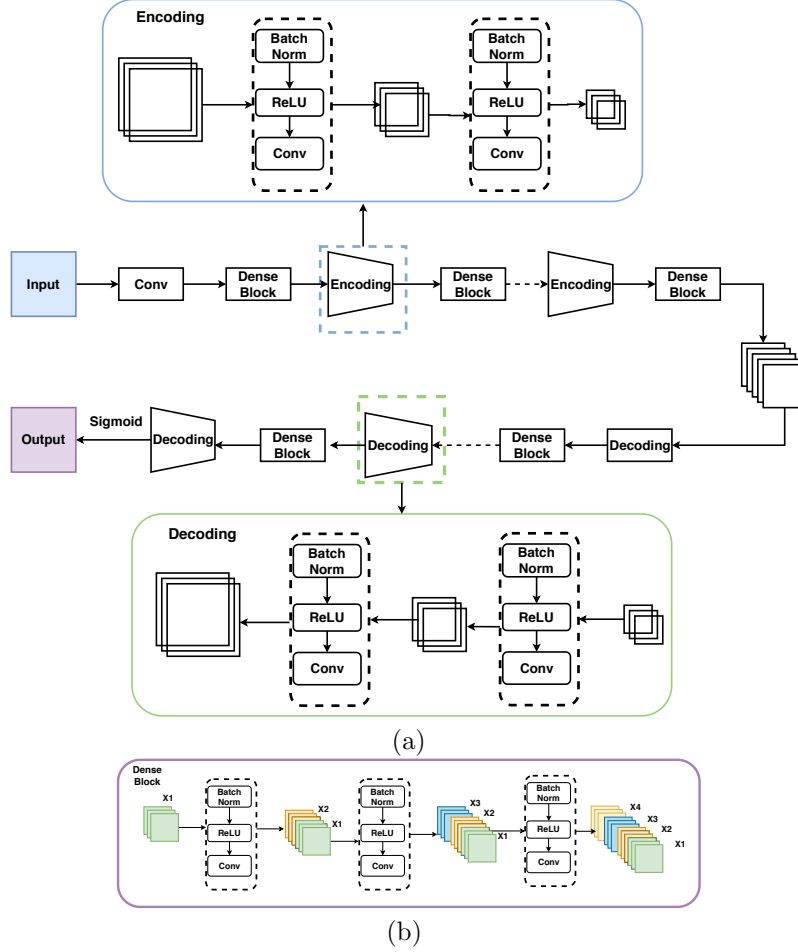 Encoding
Batch
Norm
ReLU
Conv
Batch
Norm
ReLU
Conv
Input
Conv
Dense
Block
Encoding
Dense
Block
Encoding
Dense
Block
Output
Sigmoid
Decoding
Dense
Block
Decoding
Dense
Block
Decoding
Decoding
Batch
Norm
ReLU
Conv
Batch
Norm
ReLU
Conv
(a)
Dense
Block
X1
Batch
Norm
ReLU
Conv
X2
X1
Batch
Norm
ReLU
Conv
X3
X2
X1
Batch
Norm
ReLU
Conv
X4
X3
X2
X1
(b)